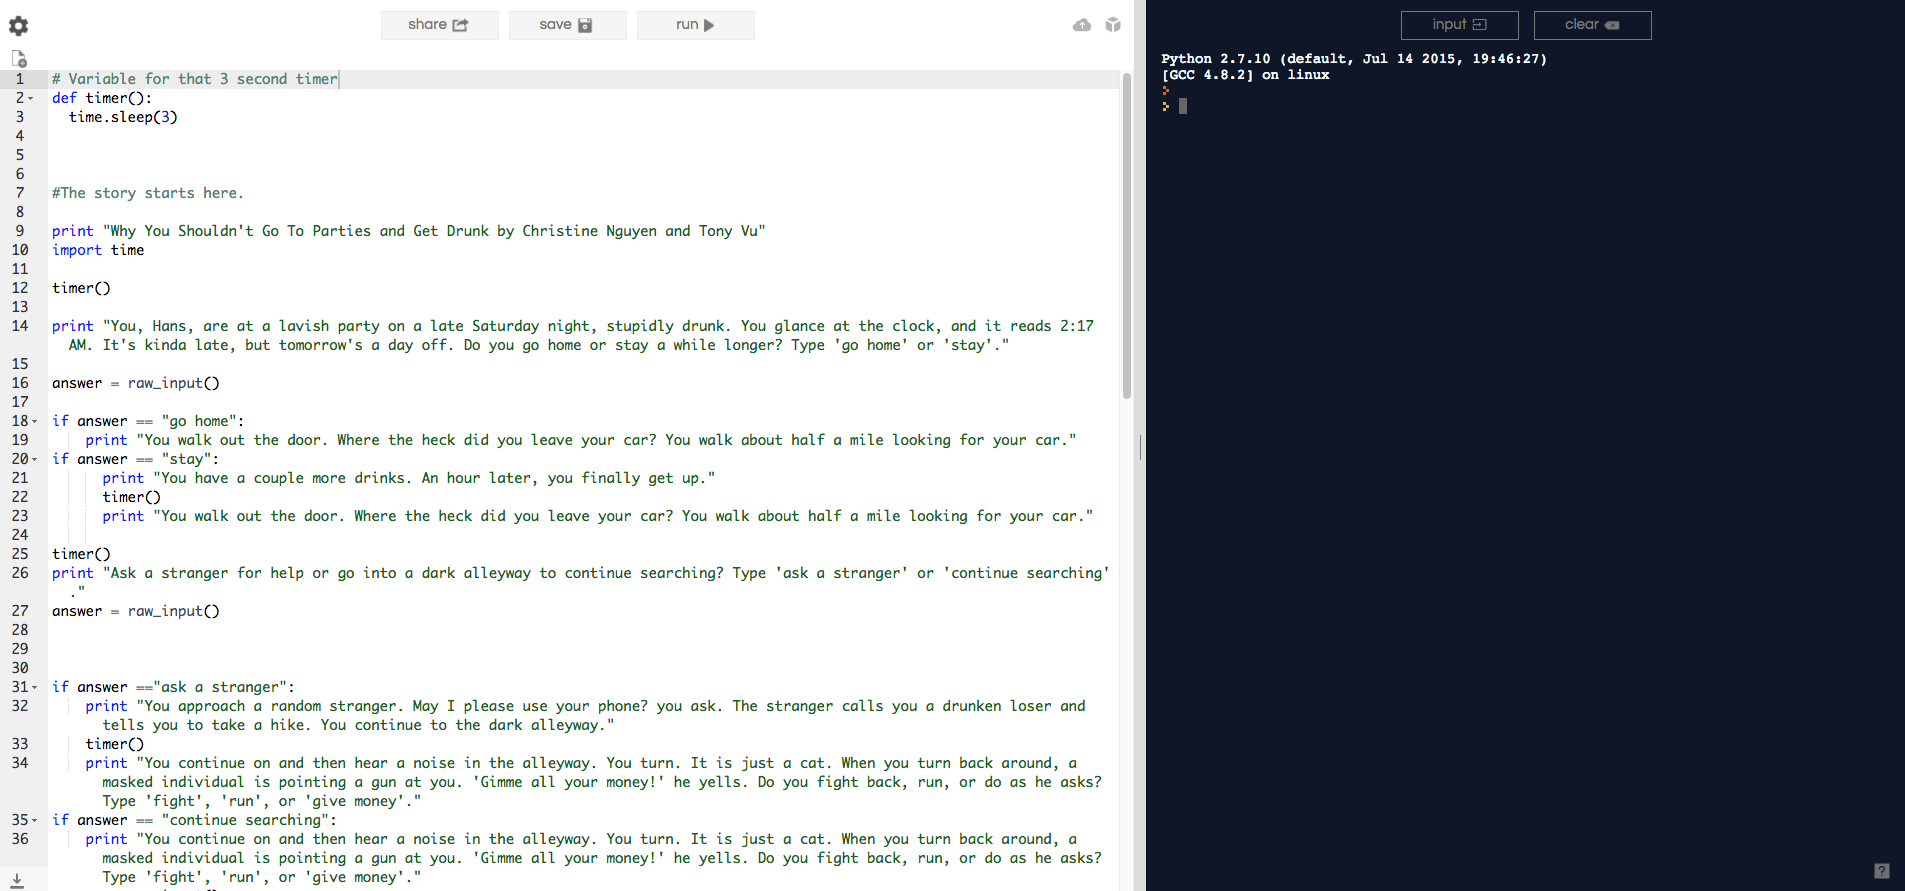 share save run
1 # Variable for that 3 second timer
2 def timer():
3 time.sleep(3)
4
5
6
7 #The story starts here.
8
9 print "Why You Shouldn't Go To Parties and Get Drunk by Christine Nguyen and Tony Vu"
10 import time
11
12 timer()
13
14 print "You, Hans, are at a lavish party on a late Saturday night, stupidly drunk. You glance at the clock, and it reads 2:17
AM. It's kinda late, but tomorrow's a day off. Do you go home or stay a while longer? Type 'go home' or 'stay'."
15
16 answer = raw_input()
17
18 if answer == "go home":
19 print "You walk out the door. Where the heck did you leave your car? You walk about half a mile looking for your car."
20 if answer == "stay":
21 print "You have a couple more drinks. An hour later, you finally get up."
22 timer()
23 print "You walk out the door. Where the heck did you leave your car? You walk about half a mile looking for your car."
24
25 timer()
26 print "Ask a stranger for help or go into a dark alleyway to continue searching? Type 'ask a stranger' or 'continue searching'
."
27 answer = raw_input()
28
29
30
31 if answer =="ask a stranger":
32 print "You approach a random stranger. May I please use your phone? you ask. The stranger calls you a drunken loser and
tells you to take a hike. You continue to the dark alleyway."
33 timer()
34 print "You continue on and then hear a noise in the alleyway. You turn. It is just a cat. When you turn back around, a
masked individual is pointing a gun at you. 'Gimme all your money!' he yells. Do you fight back, run, or do as he asks?
Type 'fight', 'run', or 'give money'."
35 if answer == "continue searching":
36 print "You continue on and then hear a noise in the alleyway. You turn. It is just a cat. When you turn back around, a
masked individual is pointing a gun at you. 'Gimme all your money!' he yells. Do you fight back, run, or do as he asks?
Type 'fight', 'run', or 'give money'."
input clear
Python 2.7.10 (default, Jul 14 2015, 19:46:27)
[GCC 4.8.2] on linux
?